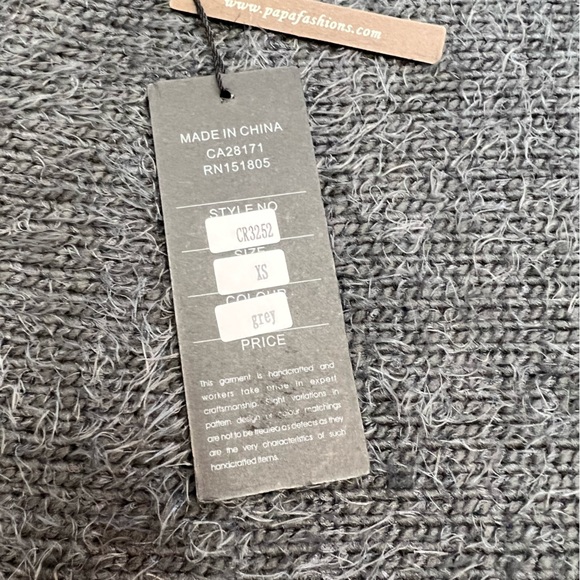 www.papafashions.com
MADE IN CHINA
CA28171
RN151805
STYLE NO
CR3252
SIZE
XS
COLOUR
grey
PRICE
This garment is handcrafted and
workers take pride in expert
craftsmanship. Slight variations in
pattern, design or colour matchings
are not to be treated as defects as they
are the very characteristics of such
handcrafted items.